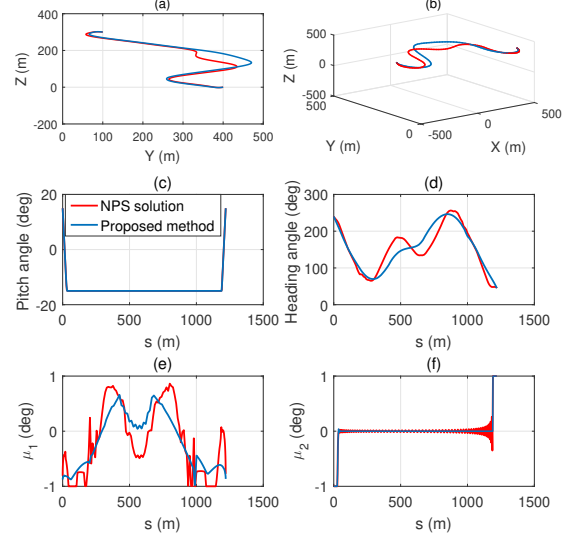 (a)
(b)
400
200
0
-200
Z (m)
0
100
200
300
400
500
Y (m)
500
0
-500
Z (m)
500
0
Y (m)
-500
0
500
X (m)
(c)
(d)
20
0
-20
Pitch angle (deg)
NPS solution
Proposed method
0
500
1000
1500
s (m)
300
200
100
0
Heading angle (deg)
0
500
1000
1500
s (m)
(e)
(f)
1
0
-1
μ1 (deg)
0
500
1000
1500
s (m)
1
0
-1
μ2 (deg)
0
500
1000
1500
s (m)